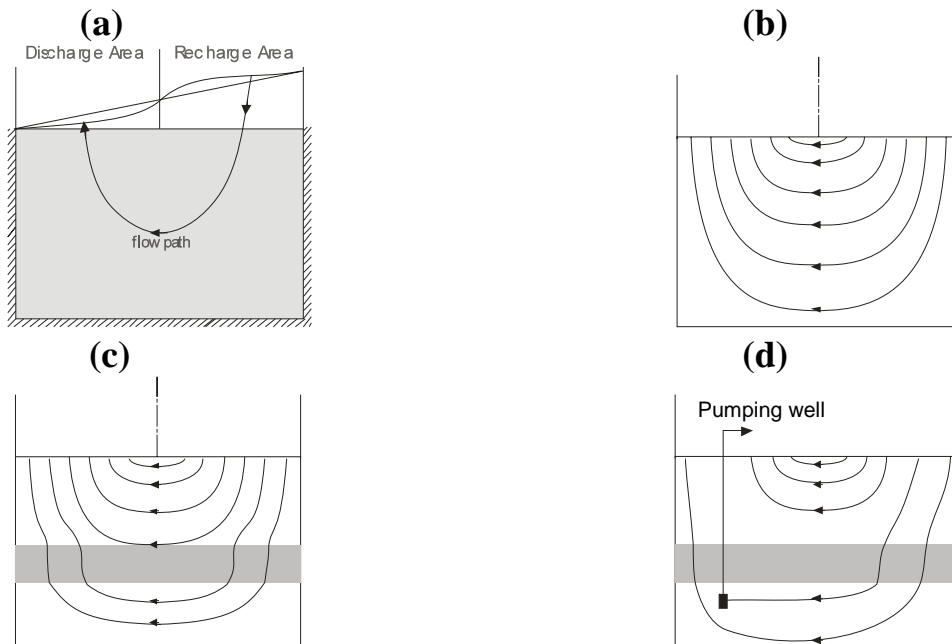 (a)
Discharge Area Recharge Area
flow path
(b)
(c)
(d)
Pumping well